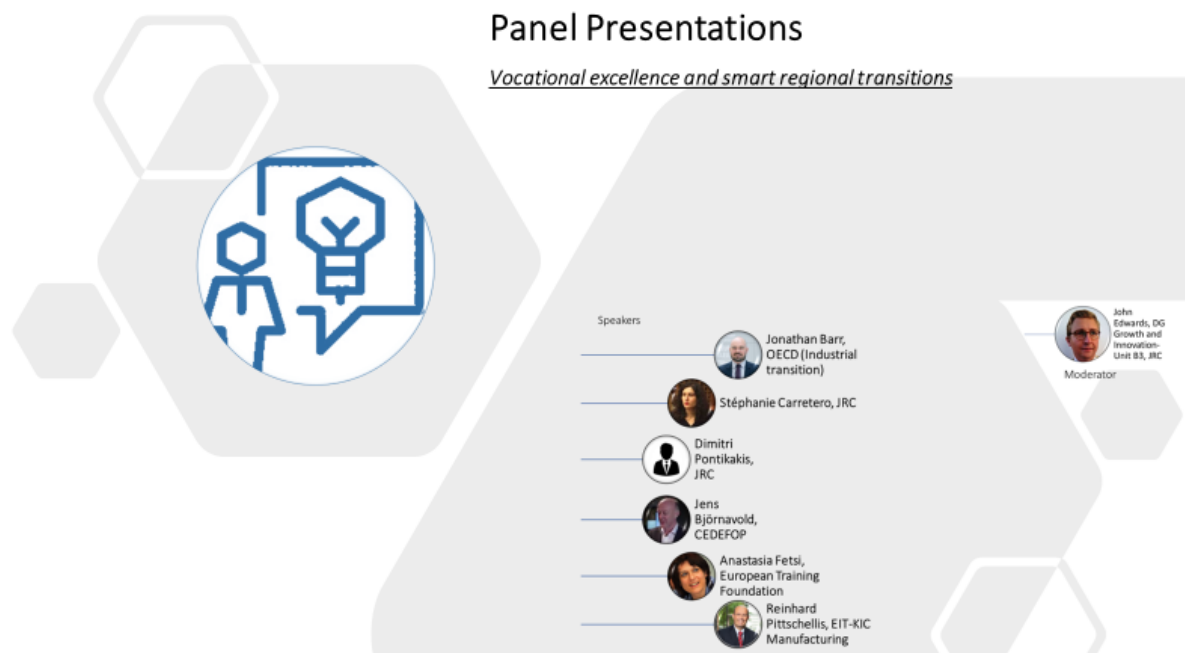 Panel Presentations
Vocational excellence and smart regional transitions
Speakers
Jonathan Barr,
OECD (Industrial
transition)
Stéphanie Carretero, JRC
Dimitri
Pontikakis,
JRC
Jens
Björnavold,
CEDEFOP
Anastasia Fetsi,
European Training
Foundation
Reinhard
Pittschellis, EIT-KIC
Manufacturing
John
Edwards, DG
Growth and
Innovation-
Unit B3, JRC
Moderator